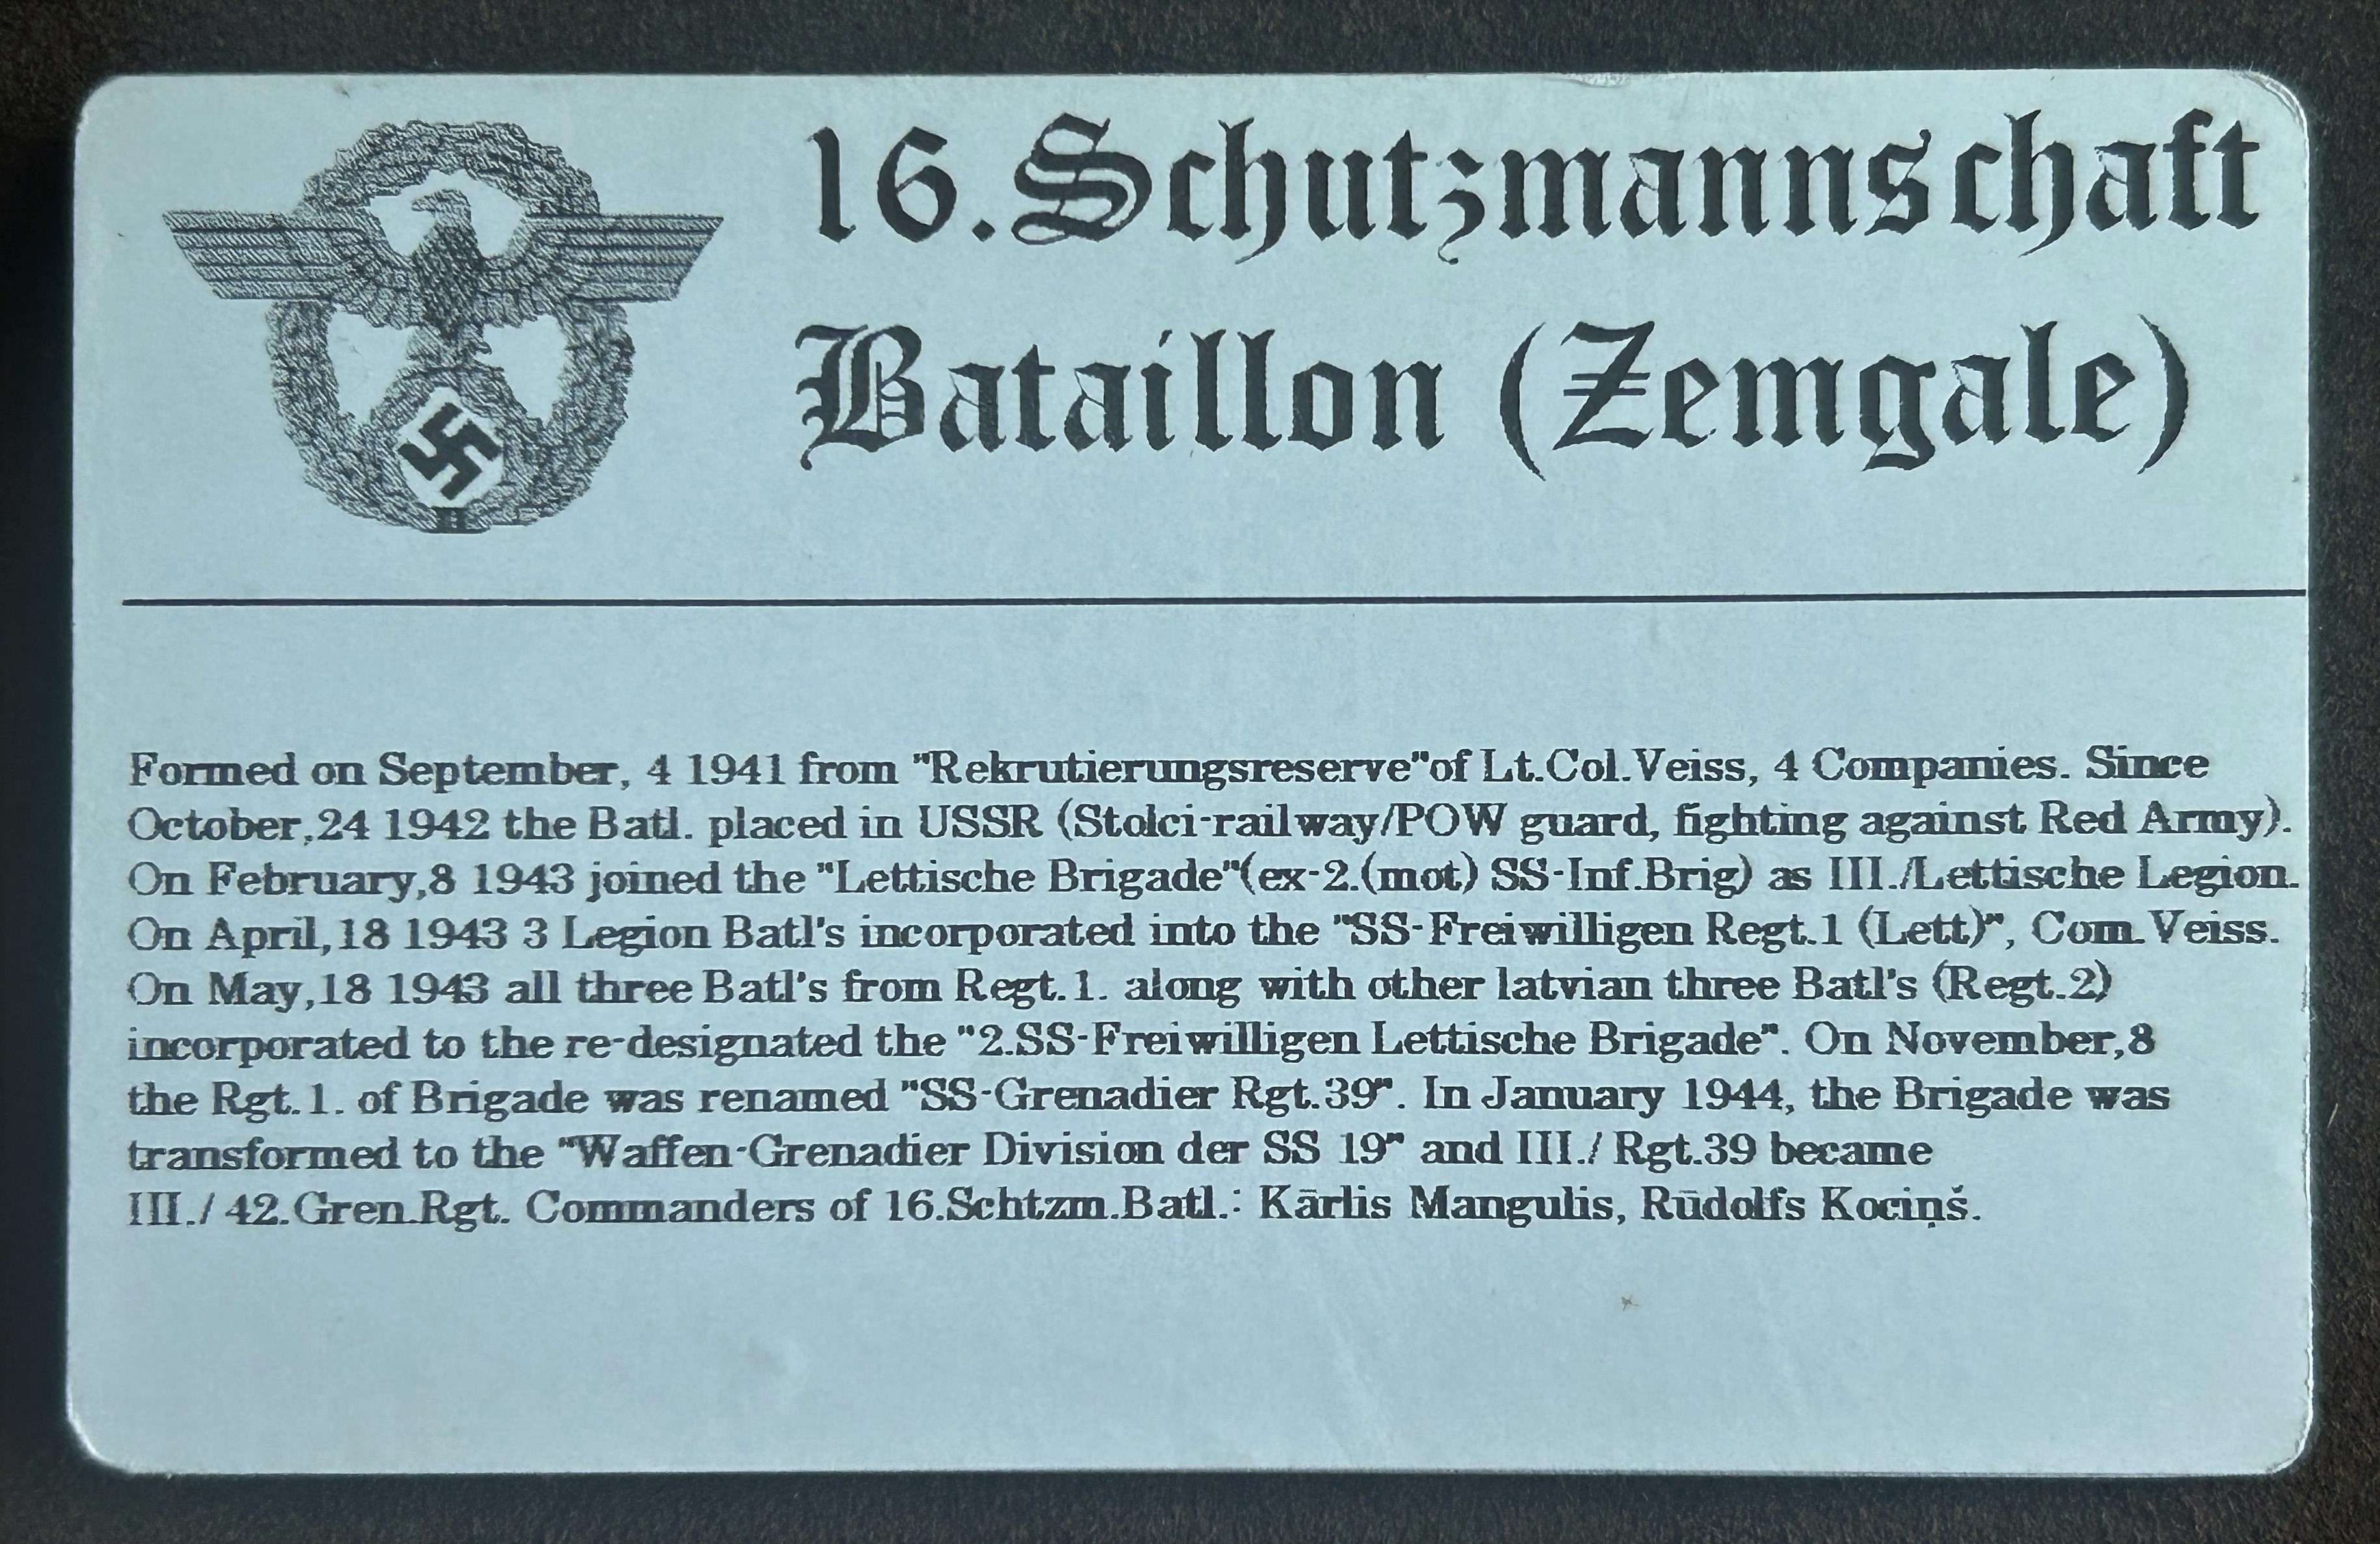 16.Schutzmannschaft
Bataillon (Zemgale)
Formed on September, 4 1941 from "Rekrutierungsreserve"of Lt.Col.Veiss, 4 Companies. Since
October,24 1942 the Batl. placed in USSR (Stolci-railway/POW guard, fighting against Red Army).
On February,8 1943 joined the "Lettische Brigade"(ex-2.(mot) SS-Inf.Brig) as III./Lettische Legion.
On April,18 1943 3 Legion Batl's incorporated into the "SS-Freiwilligen Regt.1 (Lett)", Com.Veiss.
On May,18 1943 all three Batl's from Regt.1. along with other latvian three Batl's (Regt.2)
incorporated to the re-designated the "2.SS-Freiwilligen Lettische Brigade". On November,8
the Rgt.1. of Brigade was renamed "SS-Grenadier Rgt.39". In January 1944, the Brigade was
transformed to the "Waffen-Grenadier Division der SS 19" and III./ Rgt.39 became
III./ 42.Gren.Rgt. Commanders of 16.Schtzm.Batl.: Kārlis Mangulis, Rūdolfs Kociņš.